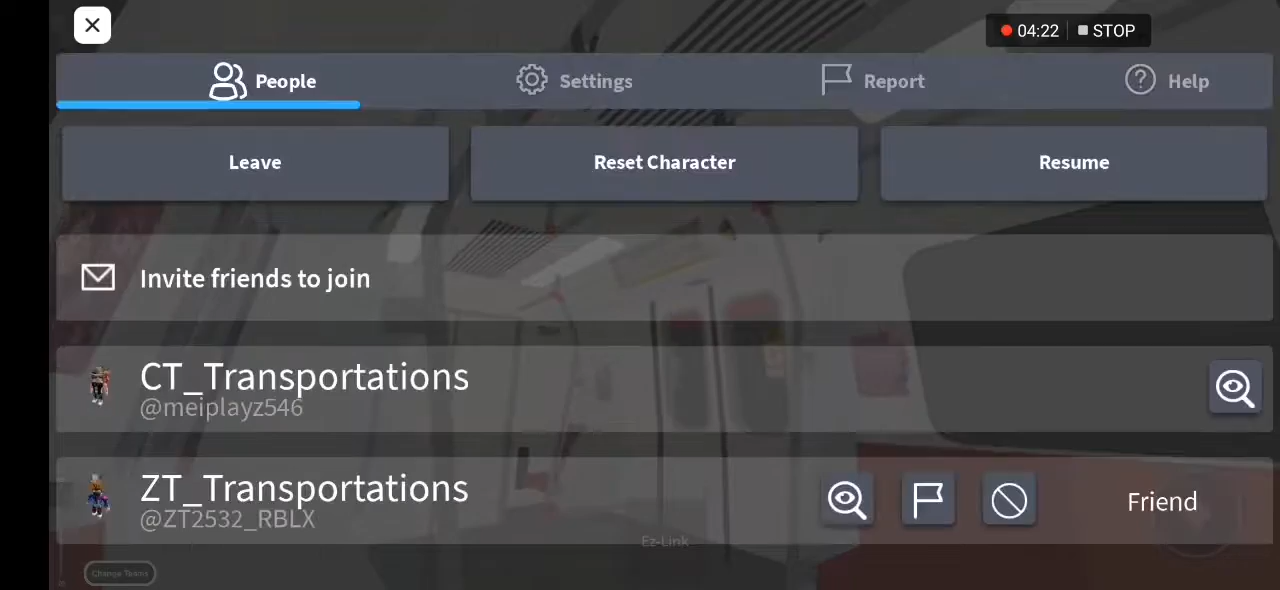 04:22 STOP
People Settings Report Help
Leave Reset Character Resume
Invite friends to join
CT_Transportations
@meiplayz546
ZT_Transportations
@ZT2532_RBLX
Friend
Ez-Link
Change Teams